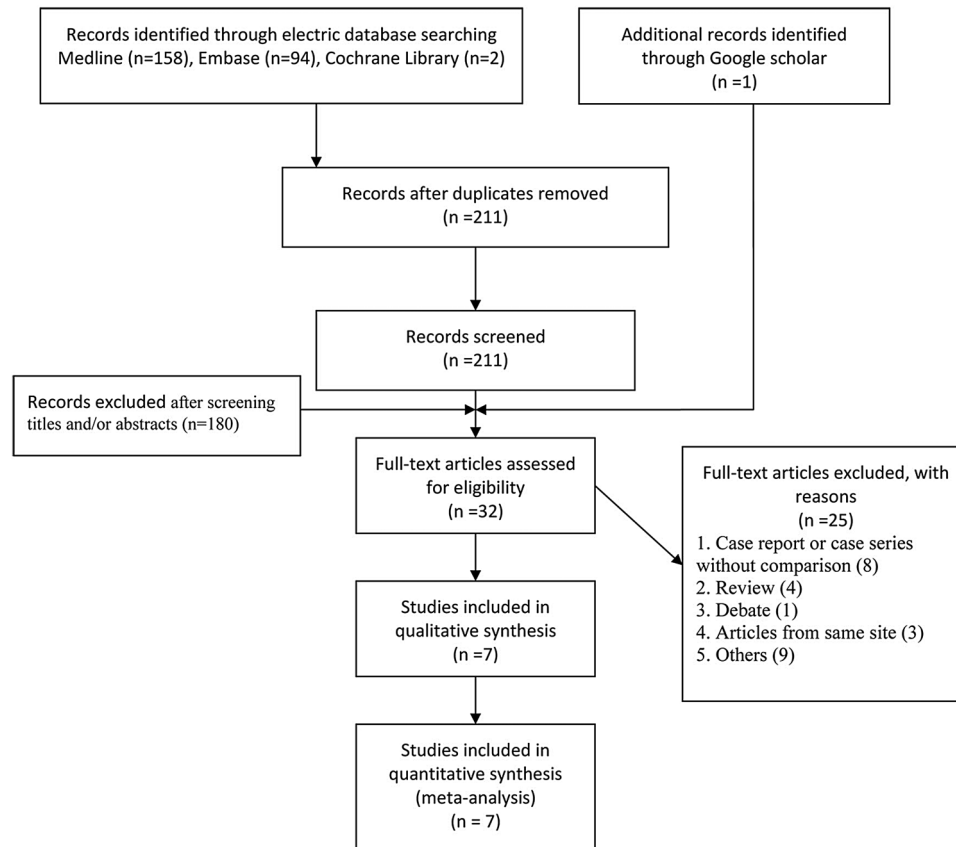 Records identified through electric database searching
Medline (n=158), Embase (n=94), Cochrane Library (n=2)
Additional records identified
through Google scholar
(n =1)
Records after duplicates removed
(n =211)
Records screened
(n =211)
Records excluded after screening
titles and/or abstracts (n=180)
Full-text articles assessed
for eligibility
(n =32)
Full-text articles excluded, with
reasons
(n =25)
1. Case report or case series
without comparison (8)
2. Review (4)
3. Debate (1)
4. Articles from same site (3)
5. Others (9)
Studies included in
qualitative synthesis
(n =7)
Studies included in
quantitative synthesis
(meta-analysis)
(n = 7)